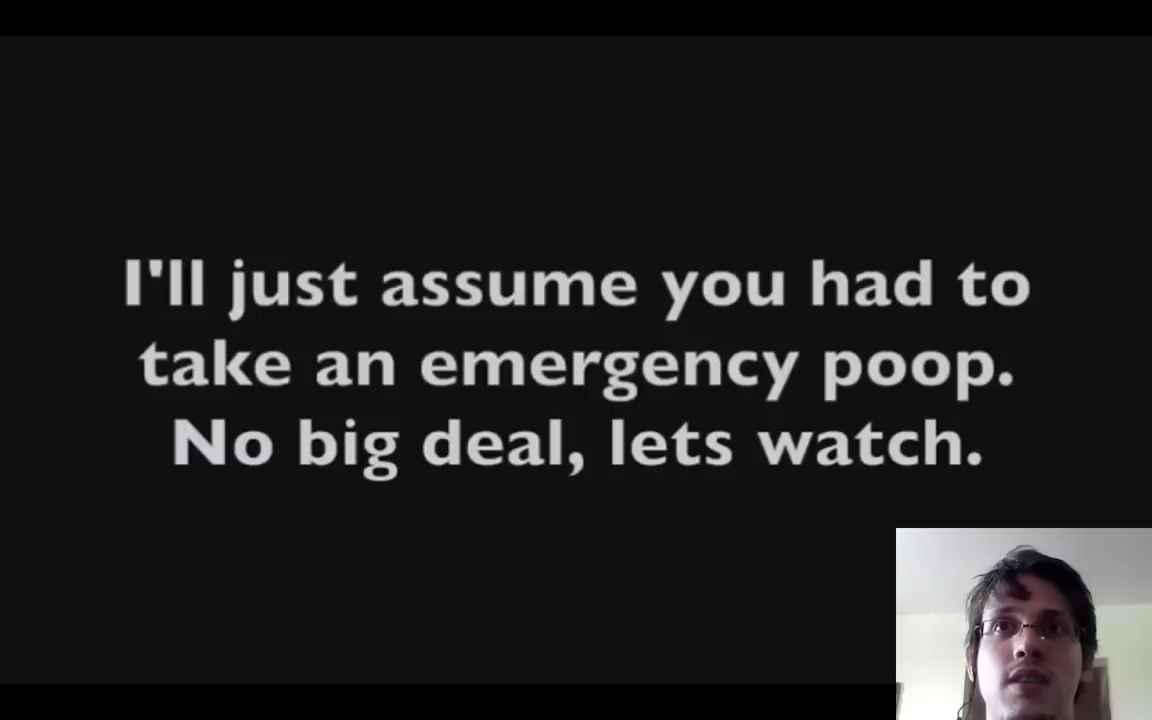 I'll just assume you had to
take an emergency poop.
No big deal, lets watch.